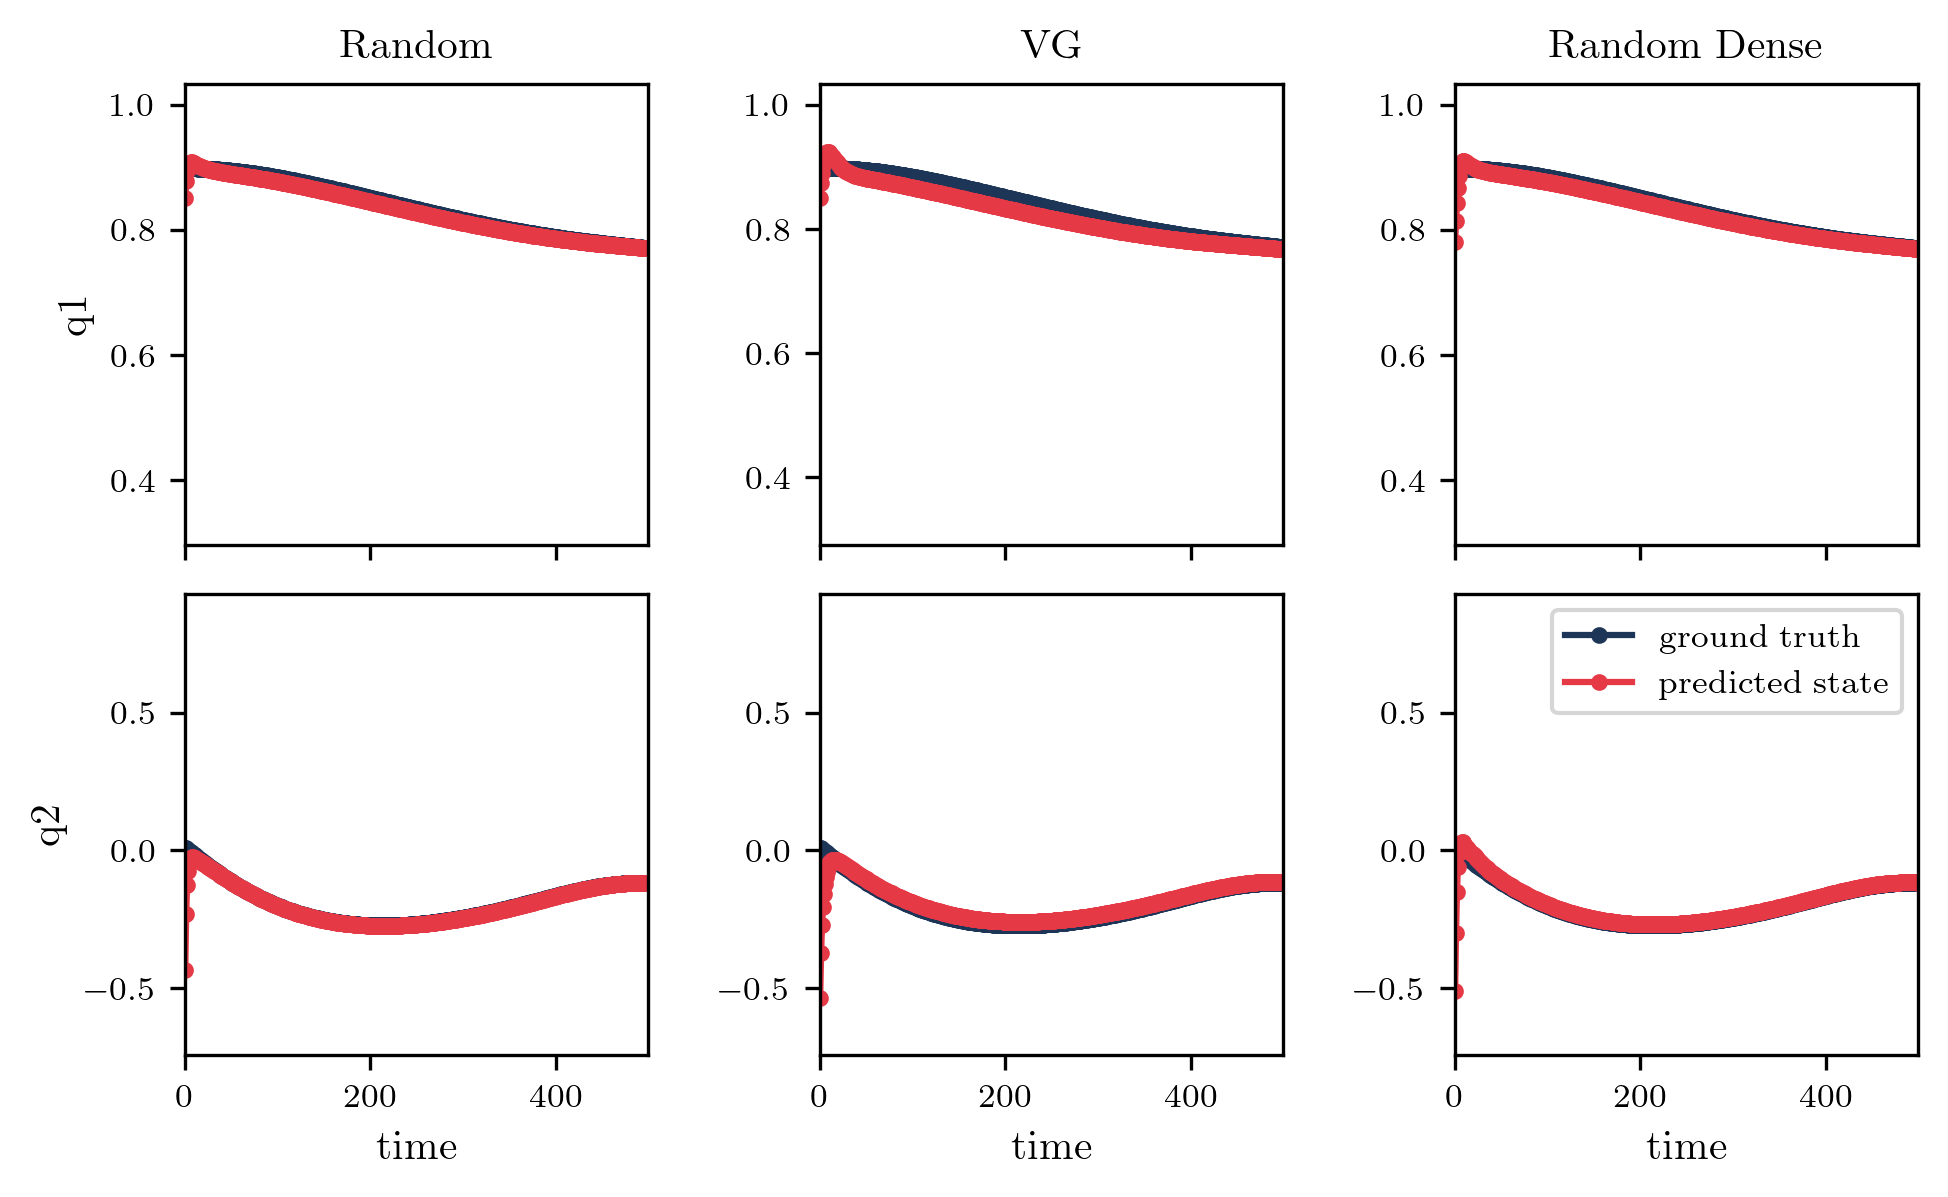 Random VG Random Dense
1.0 1.0 1.0
0.8 0.8 0.8
q1
0.6 0.6 0.6
0.4 0.4 0.4
ground truth
predicted state
0.5 0.5 0.5
q2
0.0 0.0 0.0
−0.5 −0.5 −0.5
0 200 400 0 200 400 0 200 400
time time time